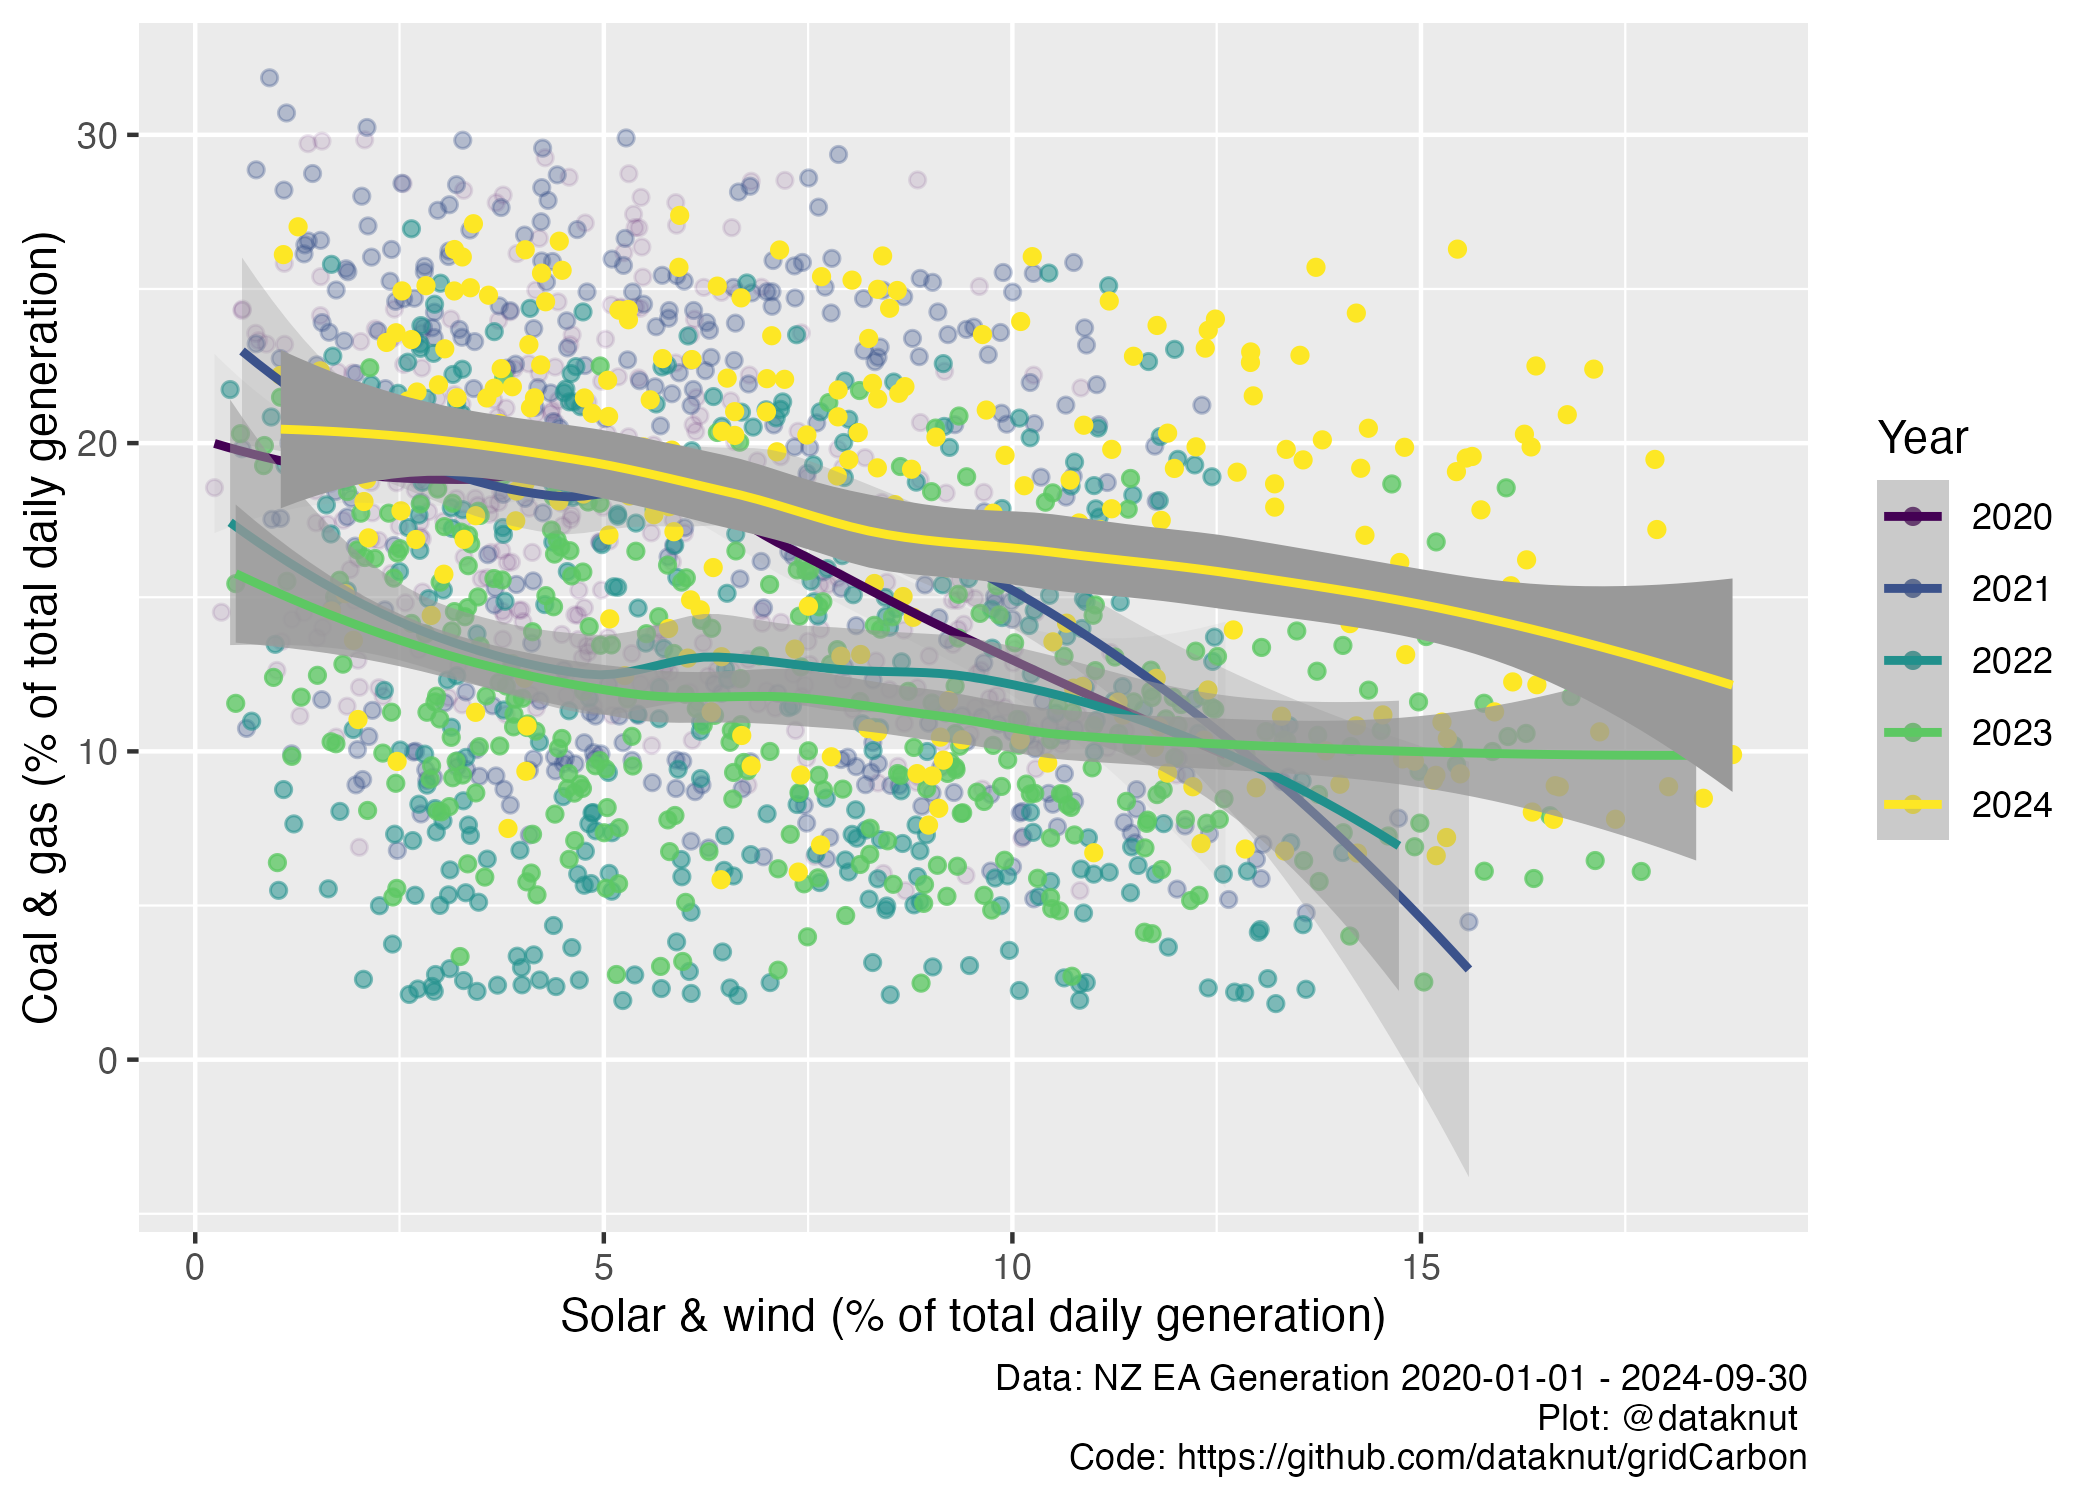 Coal & gas (% of total daily generation)
30
20
10
0
0 5 10 15
Solar & wind (% of total daily generation)
Year
2020
2021
2022
2023
2024
Data: NZ EA Generation 2020-01-01 - 2024-09-30
Plot: @dataknut
Code: https://github.com/dataknut/gridCarbon